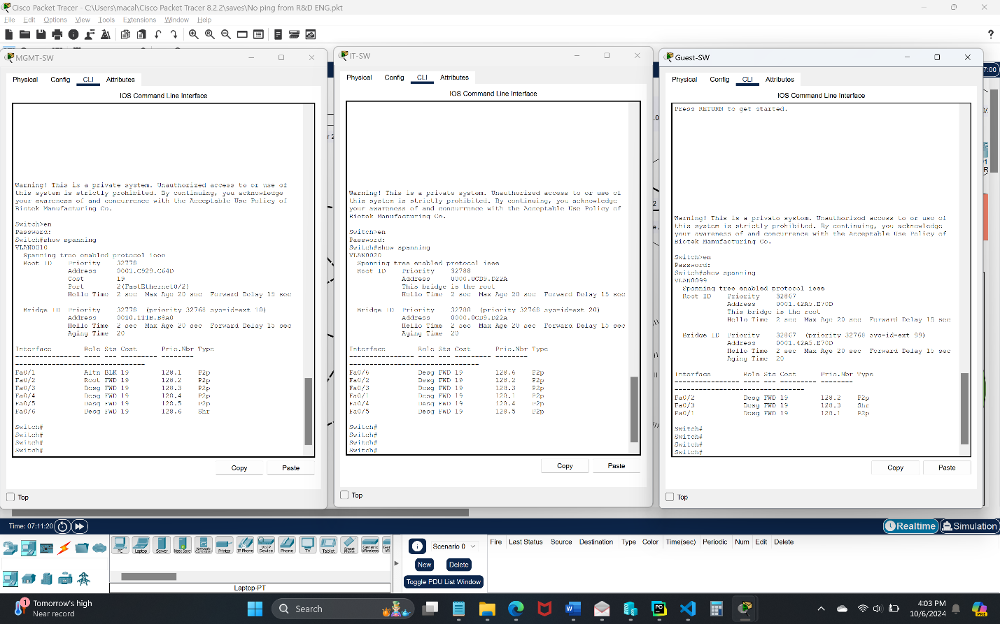 Cisco Packet Tracer - C:\Users\macal\Cisco Packet Tracer 8.2.2\saves\No ping from R&D ENG.pkt
File Edit Options View Tools Extensions Window Help
MGMT-SW
Physical Config CLI Attributes
IOS Command Line Interface
Warning! This is a private system. Unauthorized access to or use of
this system is strictly prohibited. By continuing, you acknowledge
your awareness of and concurrence with the Acceptable Use Policy of
Biotek Manufacturing Co.
Switch>en
Password:
Switch#show spanning
VLAN0010
Spanning tree enabled protocol ieee
Root ID Priority 32778
Address 0001.C929.C64D
Cost 19
Port 2(FastEthernet0/2)
Hello Time 2 sec Max Age 20 sec Forward Delay 15 sec
Bridge ID Priority 32778 (priority 32768 sys-id-ext 10)
Address 0010.111B.B8A0
Hello Time 2 sec Max Age 20 sec Forward Delay 15 sec
Aging Time 20
Interface Role Sts Cost Prio.Nbr Type
---------------- ---- --- --------- -------- --------------------------------
Fa0/1 Altn BLK 19 128.1 P2p
Fa0/2 Root FWD 19 128.2 P2p
Fa0/3 Desg FWD 19 128.3 P2p
Fa0/4 Desg FWD 19 128.4 P2p
Fa0/5 Desg FWD 19 128.5 P2p
Fa0/6 Desg FWD 19 128.6 Shr
Switch#
Switch#
Switch#
Switch#
Copy Paste
Top
IT-SW
Physical Config CLI Attributes
IOS Command Line Interface
Warning! This is a private system. Unauthorized access to or use of
this system is strictly prohibited. By continuing, you acknowledge
your awareness of and concurrence with the Acceptable Use Policy of
Biotek Manufacturing Co.
Switch>en
Password:
Switch#show spanning
VLAN0020
Spanning tree enabled protocol ieee
Root ID Priority 32788
Address 0000.0CD9.D22A
This bridge is the root
Hello Time 2 sec Max Age 20 sec Forward Delay 15 sec
Bridge ID Priority 32788 (priority 32768 sys-id-ext 20)
Address 0000.0CD9.D22A
Hello Time 2 sec Max Age 20 sec Forward Delay 15 sec
Aging Time 20
Interface Role Sts Cost Prio.Nbr Type
---------------- ---- --- --------- -------- --------------------------------
Fa0/6 Desg FWD 19 128.6 P2p
Fa0/2 Desg FWD 19 128.2 P2p
Fa0/3 Desg FWD 19 128.3 P2p
Fa0/1 Desg FWD 19 128.1 P2p
Fa0/4 Desg FWD 19 128.4 P2p
Fa0/5 Desg FWD 19 128.5 P2p
Switch#
Switch#
Switch#
Switch#
Copy Paste
Top
Guest-SW
Physical Config CLI Attributes
IOS Command Line Interface
Press RETURN to get started.
Warning! This is a private system. Unauthorized access to or use of
this system is strictly prohibited. By continuing, you acknowledge
your awareness of and concurrence with the Acceptable Use Policy of
Biotek Manufacturing Co.
Switch>en
Password:
Switch#show spanning
VLAN0099
Spanning tree enabled protocol ieee
Root ID Priority 32867
Address 0001.42A5.E70D
This bridge is the root
Hello Time 2 sec Max Age 20 sec Forward Delay 15 sec
Bridge ID Priority 32867 (priority 32768 sys-id-ext 99)
Address 0001.42A5.E70D
Hello Time 2 sec Max Age 20 sec Forward Delay 15 sec
Aging Time 20
Interface Role Sts Cost Prio.Nbr Type
---------------- ---- --- --------- -------- --------------------------------
Fa0/2 Desg FWD 19 128.2 P2p
Fa0/3 Desg FWD 19 128.3 Shr
Fa0/1 Desg FWD 19 128.1 P2p
Switch#
Switch#
Switch#
Switch#
Copy Paste
Top
7:00
Time: 07:11:20
Realtime Simulation
PC Laptop Server Printer IP Phone VoIP Device Phone TV Tablet Smart Phone Generic Wireless
Laptop-PT
Scenario 0
New Delete
Toggle PDU List Window
Fire Last Status Source Destination Type Color Time(sec) Periodic Num Edit Delete
1
Tomorrow's high
Near record
Search
4:03 PM
10/6/2024
PRE